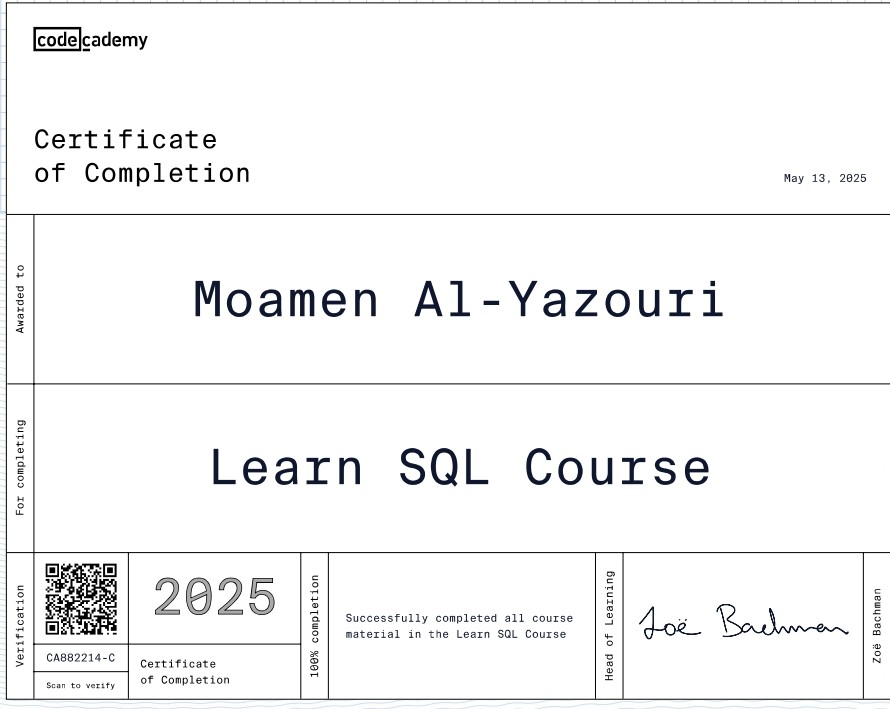 codecademy
Certificate
of Completion
May 13, 2025
Awarded to
Moamen Al-Yazouri
For completing
Learn SQL Course
Verification
CA882214-C
Scan to verify
2025
Certificate
of Completion
100% completion
Successfully completed all course
material in the Learn SQL Course
Head of Learning
Zoë Bachman
Zoë Bachman